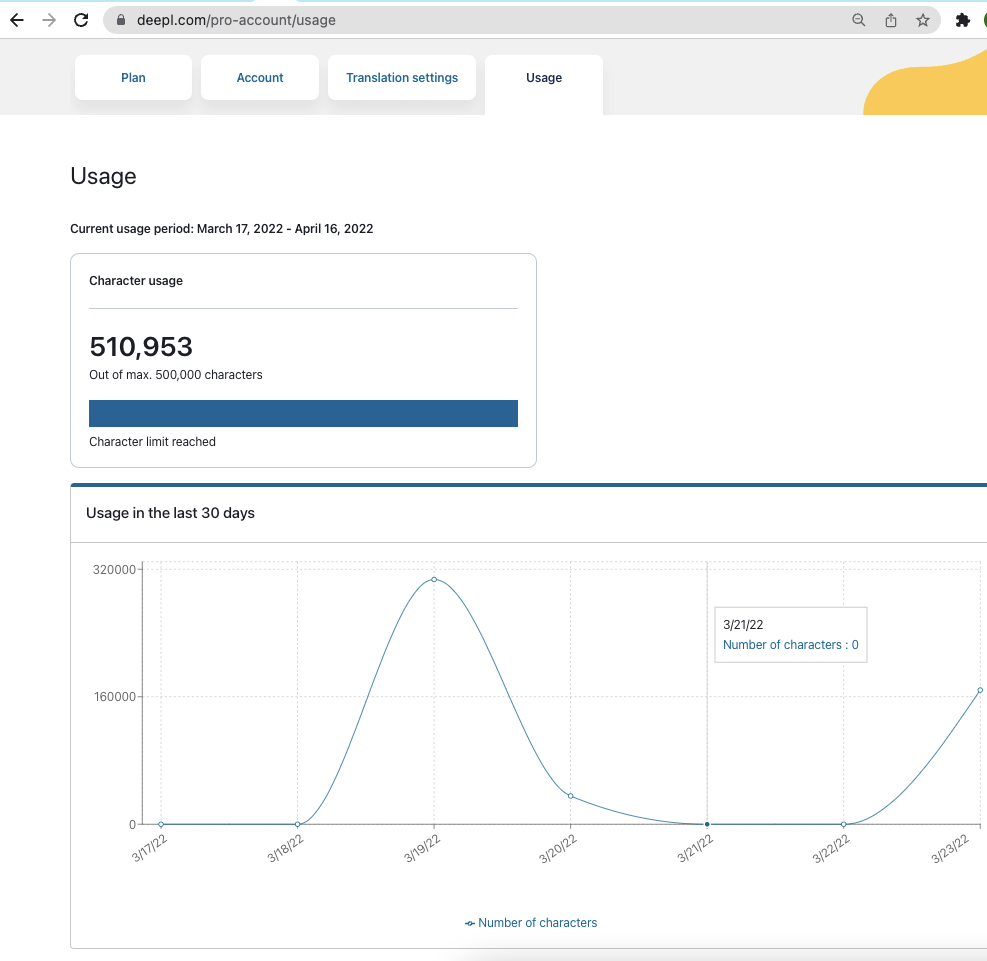 deepl.com/pro-account/usage
Plan
Account
Translation settings
Usage
Usage
Current usage period: March 17, 2022 - April 16, 2022
Character usage
510,953
Out of max. 500,000 characters
Character limit reached
Usage in the last 30 days
320000
160000
0
3/21/22
Number of characters : 0
3/17/22
3/18/22
3/19/22
3/20/22
3/21/22
3/22/22
3/23/22
Number of characters